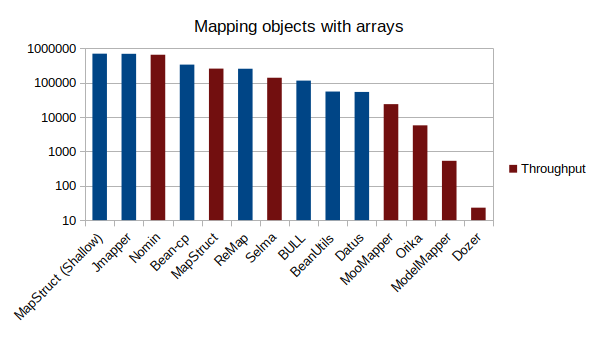 Mapping objects with arrays
1000000
100000
10000
1000
100
10
Throughput
MapStruct (Shallow)
Jmapper
Nomin
Bean-cp
MapStruct
ReMap
Selma
BULL
BeanUtils
Datus
MooMapper
Orika
ModelMapper
Dozer